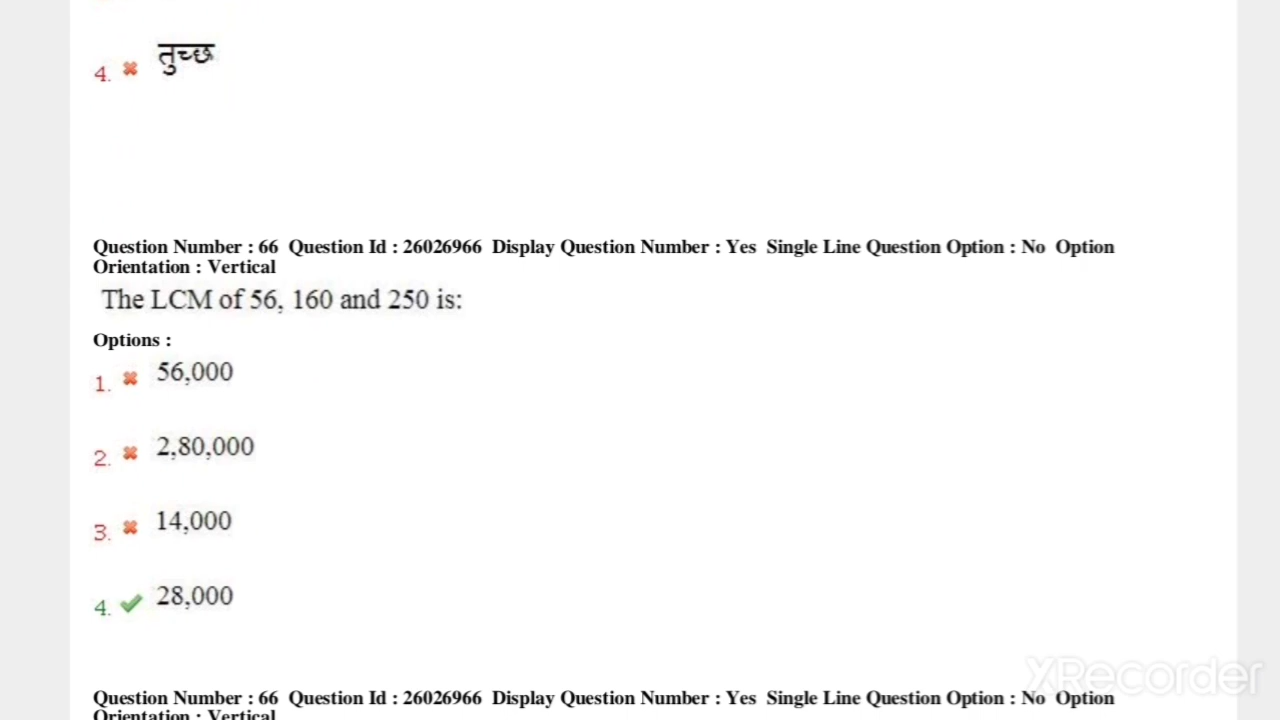 4. तुच्छ
Question Number : 66 Question Id : 26026966 Display Question Number : Yes Single Line Question Option : No Option
Orientation : Vertical
The LCM of 56, 160 and 250 is:
Options :
1. 56,000
2. 2,80,000
3. 14,000
4. 28,000
XRecorder
Question Number : 66 Question Id : 26026966 Display Question Number : Yes Single Line Question Option : No Option
Orientation : Vertical